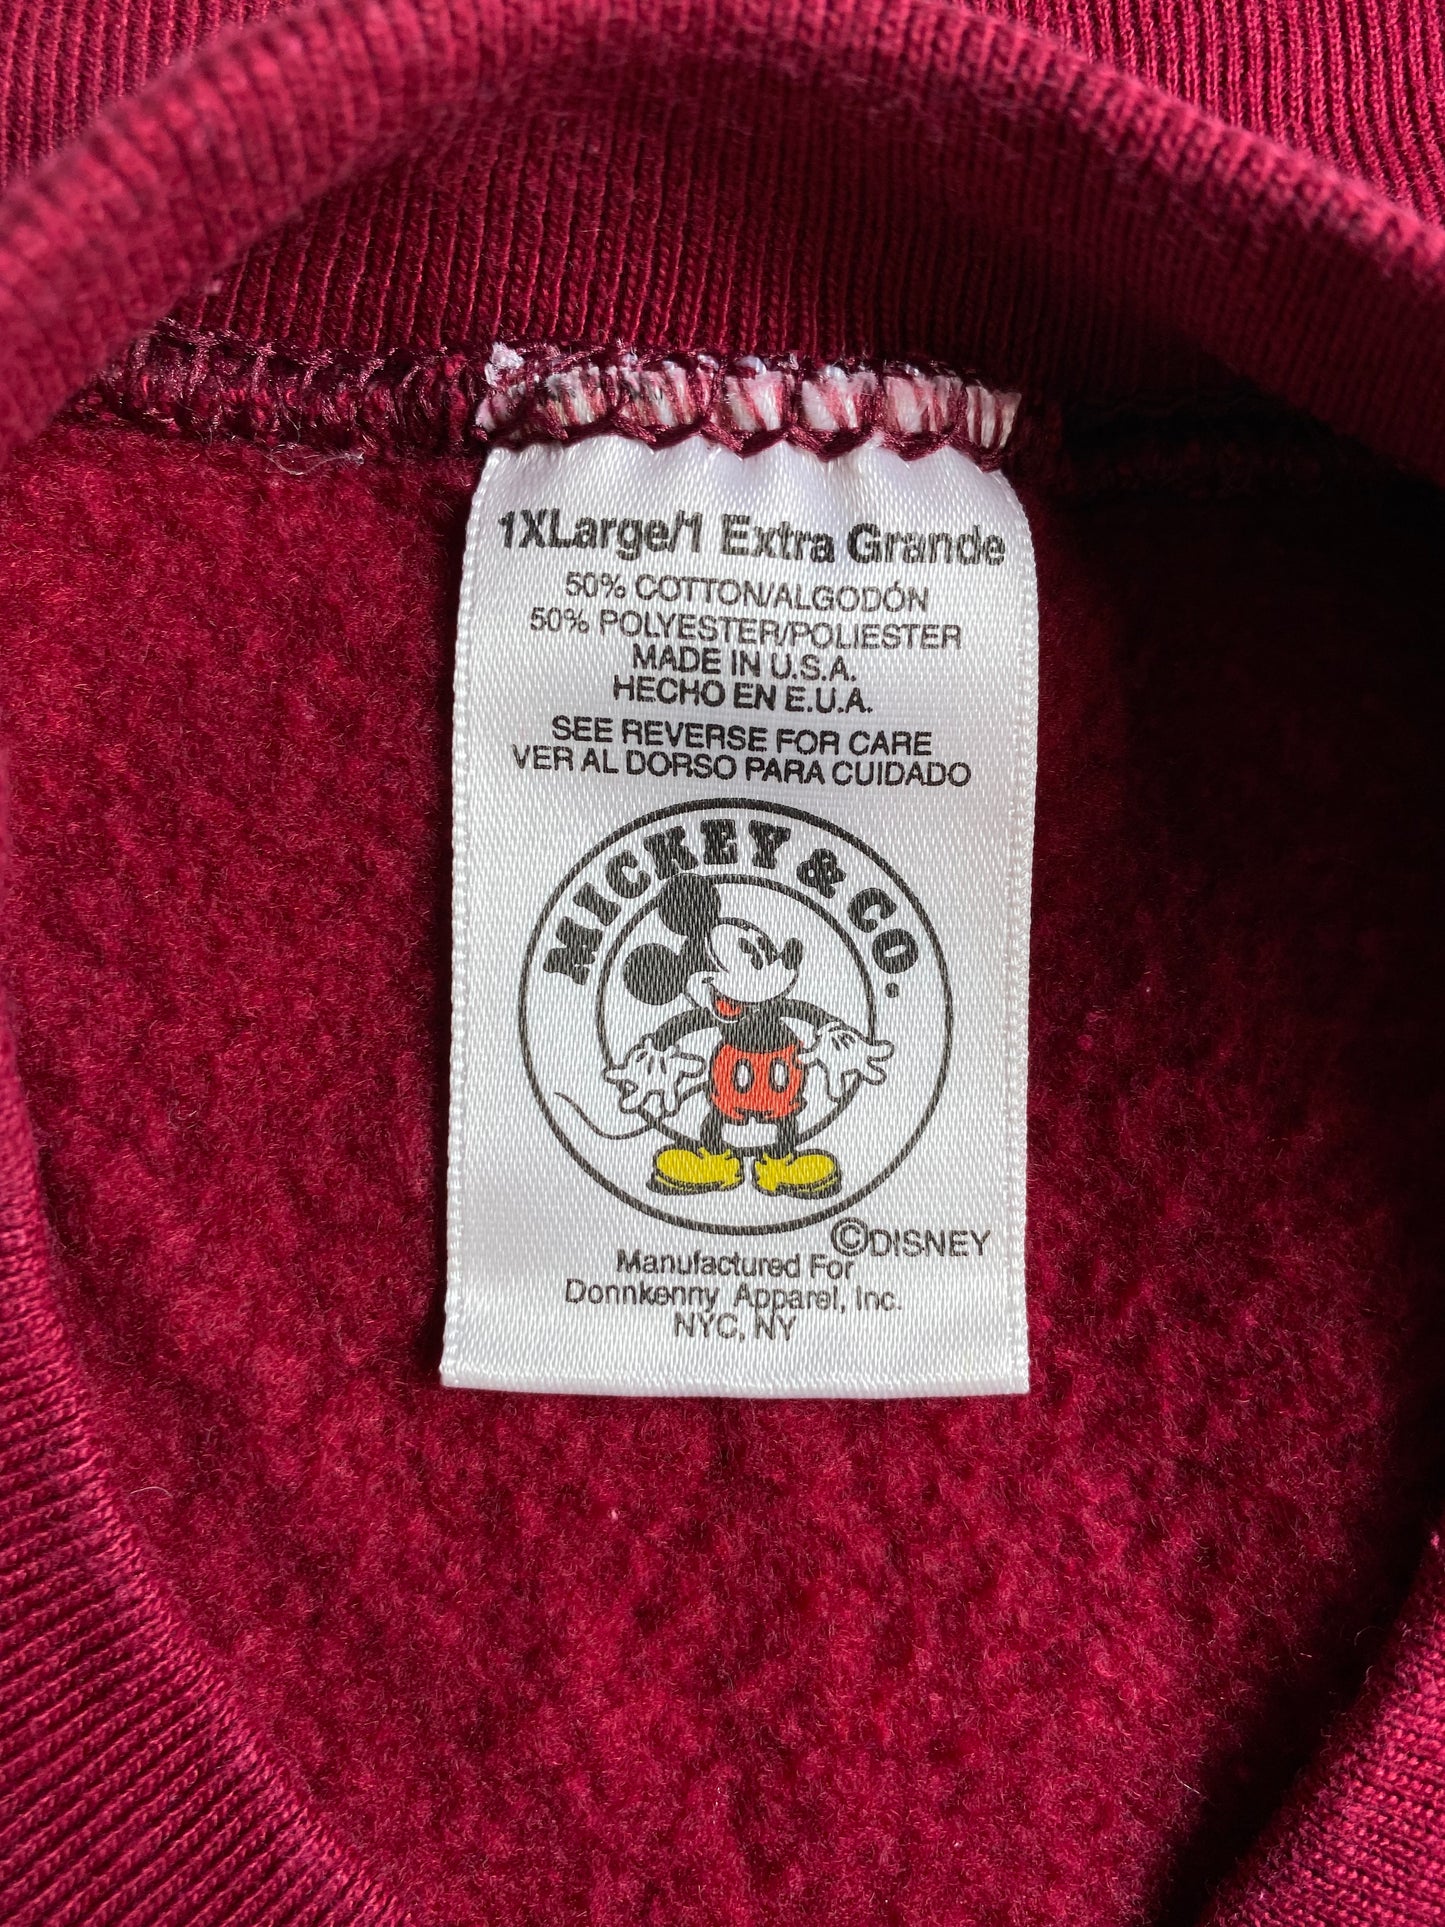 1XLarge/1 Extra Grande
50% COTTON/ALGODÓN
50% POLYESTER/POLIESTER
MADE IN U.S.A.
HECHO EN E.U.A.
SEE REVERSE FOR CARE
VER AL DORSO PARA CUIDADO
MICKEY & CO.
©DISNEY
Manufactured For
Donnkenny Apparel, Inc.
NYC, NY